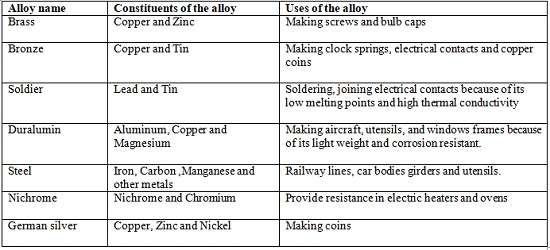 Alloy name Constituents of the alloy Uses of the alloy
Brass Copper and Zinc Making screws and bulb caps
Bronze Copper and Tin Making clock springs, electrical contacts and copper
coins
Soldier Lead and Tin Soldering, joining electrical contacts because of its
low melting points and high thermal conductivity
Duralumin Aluminum, Copper and Making aircraft, utensils, and windows frames because
Magnesium of its light weight and corrosion resistant.
Steel Iron, Carbon ,Manganese and Railway lines, car bodies girders and utensils.
other metals
Nichrome Nichrome and Chromium Provide resistance in electric heaters and ovens
German silver Copper, Zinc and Nickel Making coins